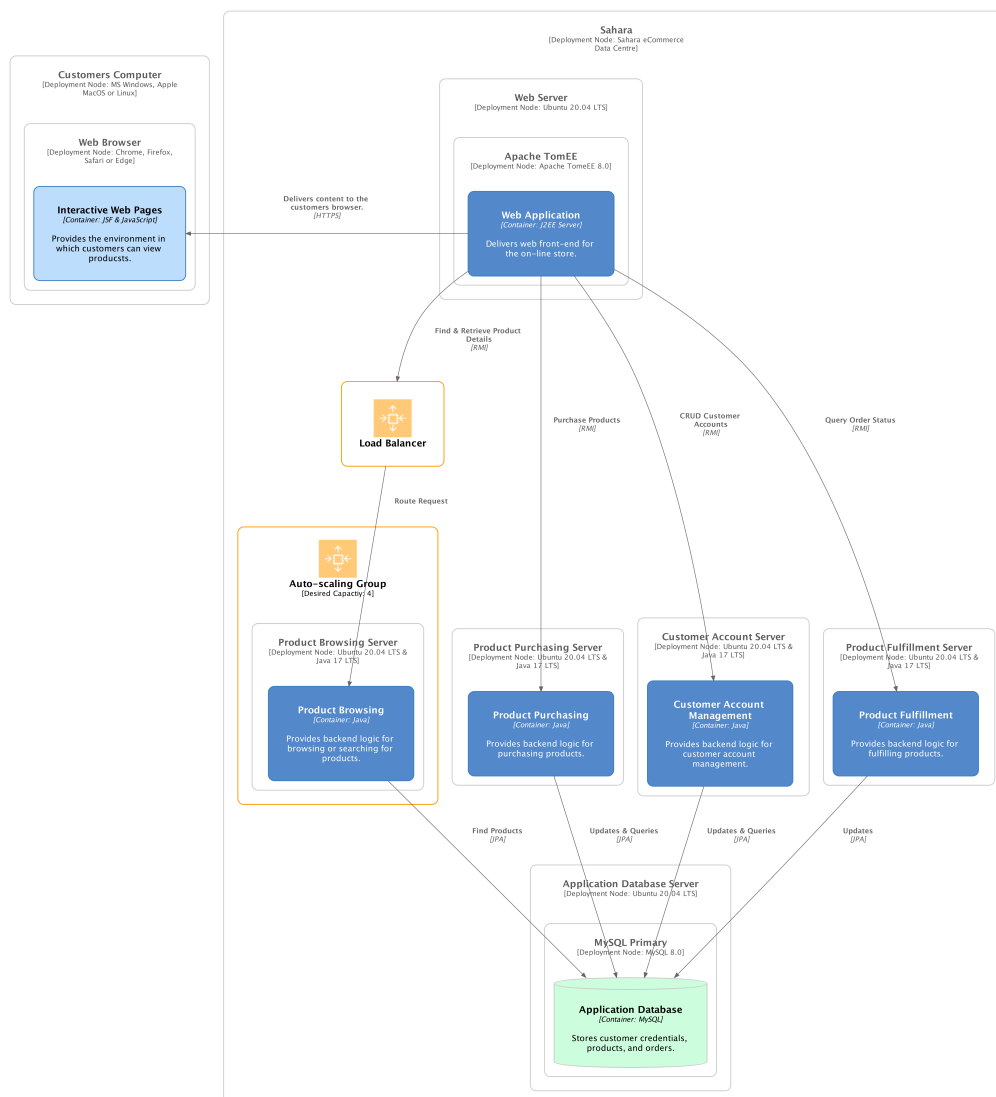 Sahara
[Deployment Node: Sahara eCommerce
Data Centre]
Customers Computer
[Deployment Node: MS Windows, Apple
MacOS or Linux]
Web Browser
[Deployment Node: Chrome, Firefox,
Safari or Edge]
Interactive Web Pages
[Container: JSF & JavaScript]
Provides the environment in
which customers can view
producsts.
Delivers content to the
customers browser.
[HTTPS]
Web Server
[Deployment Node: Ubuntu 20.04 LTS]
Apache TomEE
[Deployment Node: Apache TomeEE 8.0]
Web Application
[Container: J2EE Server]
Delivers web front-end for
the on-line store.
Find & Retrieve Product
Details
[RMI]
Purchase Products
[RMI]
CRUD Customer
Accounts
[RMI]
Query Order Status
[RMI]
Load Balancer
Route Request
Auto-scaling Group
[Desired Capactiy: 4]
Product Browsing Server
[Deployment Node: Ubuntu 20.04 LTS &
Java 17 LTS]
Product Browsing
[Container: Java]
Provides backend logic for
browsing or searching for
products.
Product Purchasing Server
[Deployment Node: Ubuntu 20.04 LTS &
Java 17 LTS]
Product Purchasing
[Container: Java]
Provides backend logic for
purchasing products.
Customer Account Server
[Deployment Node: Ubuntu 20.04 LTS &
Java 17 LTS]
Customer Account
Management
[Container: Java]
Provides backend logic for
customer account
management.
Product Fulfillment Server
[Deployment Node: Ubuntu 20.04 LTS &
Java 17 LTS]
Product Fulfillment
[Container: Java]
Provides backend logic for
fulfilling products.
Find Products
[JPA]
Updates & Queries
[JPA]
Updates & Queries
[JPA]
Updates
[JPA]
Application Database Server
[Deployment Node: Ubuntu 20.04 LTS]
MySQL Primary
[Deployment Node: MySQL 8.0]
Application Database
[Container: MySQL]
Stores customer credentials,
products, and orders.